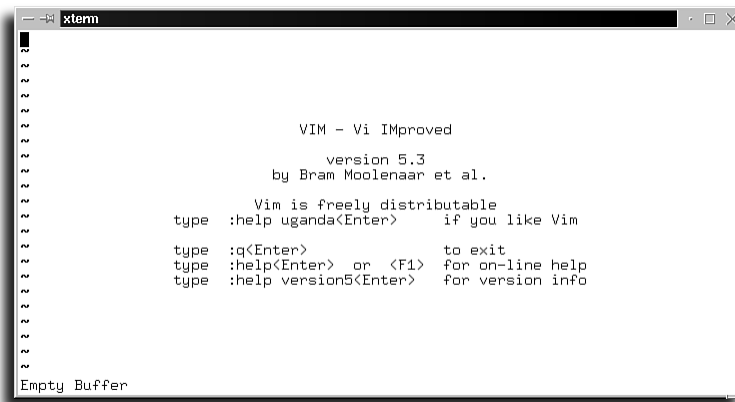 xterm
~
~
~
~
~
~
VIM - Vi IMproved
~
~
version 5.3
~
by Bram Moolenaar et al.
~
~
Vim is freely distributable
~
type :help uganda<Enter> if you like Vim
~
~
type :q<Enter> to exit
~
type :help<Enter> or <F1> for on-line help
~
type :help version5<Enter> for version info
~
~
~
~
~
~
Empty Buffer